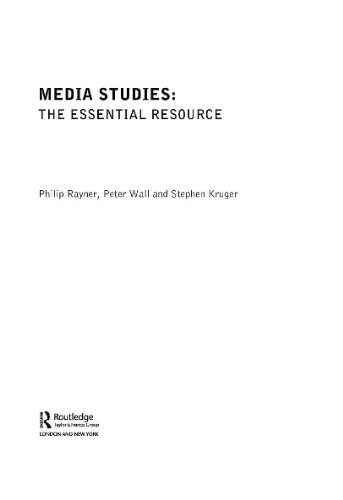 MEDIA STUDIES:
THE ESSENTIAL RESOURCE
Philip Rayner, Peter Wall and Stephen Kruger
Routledge
Taylor & Francis Group
LONDON AND NEW YORK